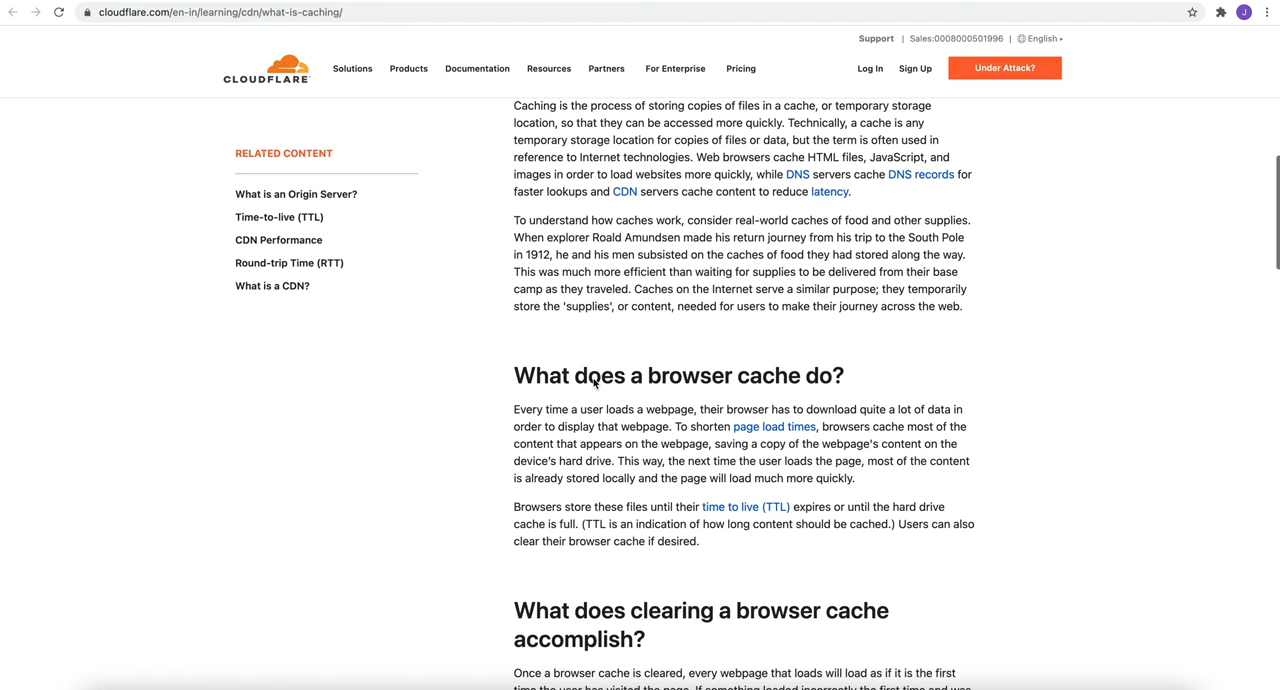 cloudflare.com/en-in/learning/cdn/what-is-caching/
J
Support | Sales:0008000501996 | English
CLOUDFLARE
Solutions Products Documentation Resources Partners For Enterprise Pricing Log In Sign Up Under Attack?
RELATED CONTENT
What is an Origin Server?
Time-to-live (TTL)
CDN Performance
Round-trip Time (RTT)
What is a CDN?
Caching is the process of storing copies of files in a cache, or temporary storage
location, so that they can be accessed more quickly. Technically, a cache is any
temporary storage location for copies of files or data, but the term is often used in
reference to Internet technologies. Web browsers cache HTML files, JavaScript, and
images in order to load websites more quickly, while DNS servers cache DNS records for
faster lookups and CDN servers cache content to reduce latency.
To understand how caches work, consider real-world caches of food and other supplies.
When explorer Roald Amundsen made his return journey from his trip to the South Pole
in 1912, he and his men subsisted on the caches of food they had stored along the way.
This was much more efficient than waiting for supplies to be delivered from their base
camp as they traveled. Caches on the Internet serve a similar purpose; they temporarily
store the 'supplies', or content, needed for users to make their journey across the web.
What does a browser cache do?
Every time a user loads a webpage, their browser has to download quite a lot of data in
order to display that webpage. To shorten page load times, browsers cache most of the
content that appears on the webpage, saving a copy of the webpage's content on the
device's hard drive. This way, the next time the user loads the page, most of the content
is already stored locally and the page will load much more quickly.
Browsers store these files until their time to live (TTL) expires or until the hard drive
cache is full. (TTL is an indication of how long content should be cached.) Users can also
clear their browser cache if desired.
What does clearing a browser cache
accomplish?
Once a browser cache is cleared, every webpage that loads will load as if it is the first
time the user has visited the page. If something loaded incorrectly the first time and was